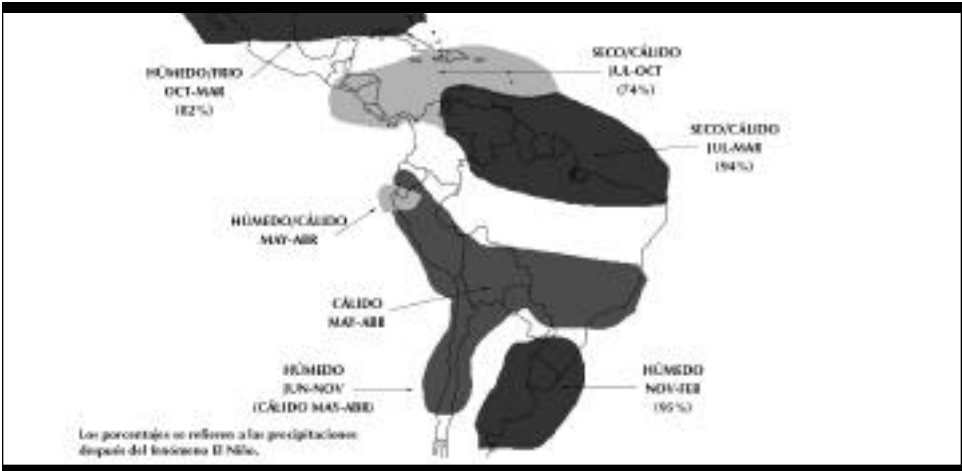 SECO/CÁLIDO
JUL-OCT
(74%)
HÚMEDO/FRIO
OCT-MAR
(82%)
SECO/CÁLIDO
JUL-MAR
(94%)
HÚMEDO/CÁLIDO
MAY-ABR
CÁLIDO
MAY-ABR
HÚMEDO
JUN-NOV
(CÁLIDO MAY-ABR)
HÚMEDO
NOV-FEB
(95%)
Los porcentajes se refieren a las precipitaciones
después del fenómeno El Niño.